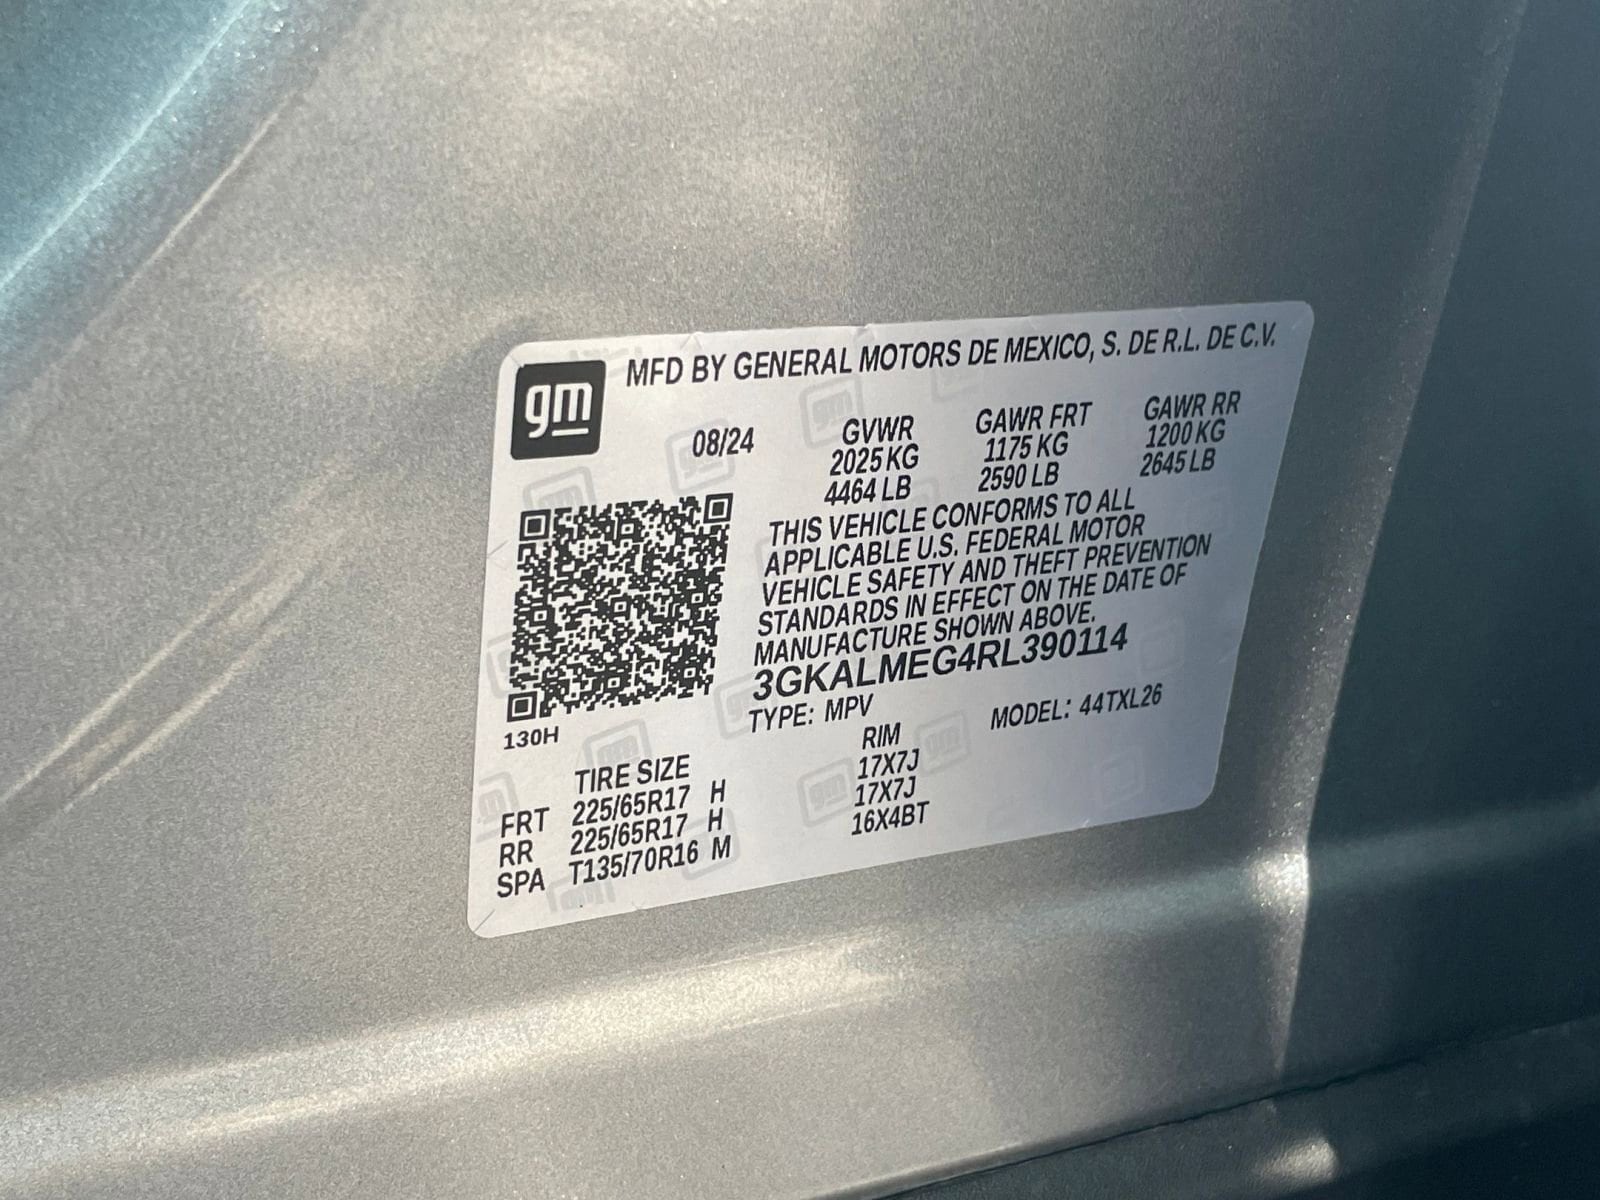 gm
MFD BY GENERAL MOTORS DE MEXICO, S. DE R.L. DE C.V.
08/24 GVWR GAWR FRT GAWR RR
2025 KG 1175 KG 1200 KG
4464 LB 2590 LB 2645 LB
THIS VEHICLE CONFORMS TO ALL
APPLICABLE U.S. FEDERAL MOTOR
VEHICLE SAFETY AND THEFT PREVENTION
STANDARDS IN EFFECT ON THE DATE OF
MANUFACTURE SHOWN ABOVE.
3GKALMEG4RL390114
TYPE: MPV MODEL: 44TXL26
130H
TIRE SIZE RIM
FRT 225/65R17 H 17X7J
RR 225/65R17 H 17X7J
SPA T135/70R16 M 16X4BT